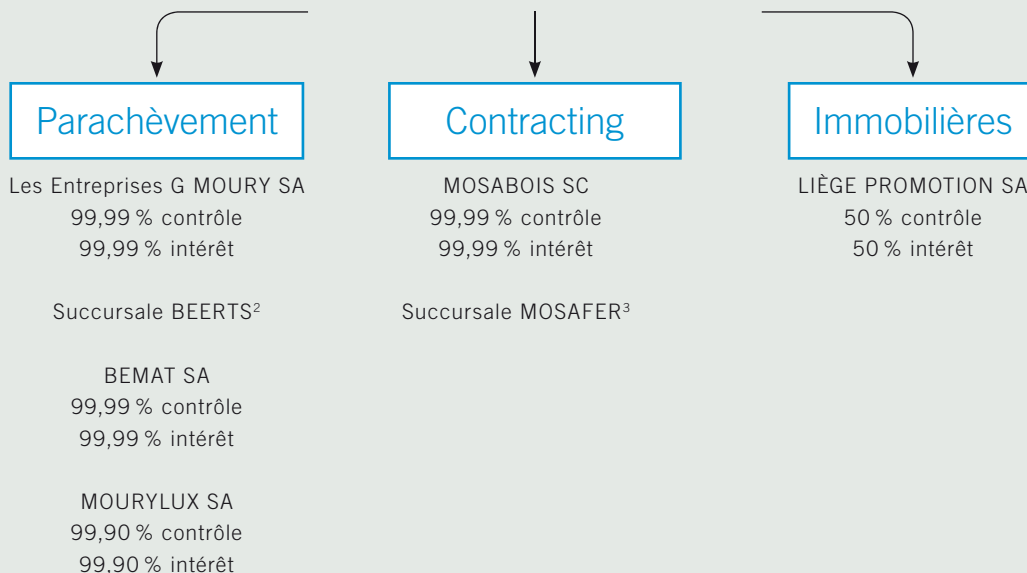 Parachèvement
Les Entreprises G MOURY SA
99,99 % contrôle
99,99 % intérêt
Succursale BEERTS²
BEMAT SA
99,99 % contrôle
99,99 % intérêt
MOURYLUX SA
99,90 % contrôle
99,90 % intérêt
Contracting
MOSABOIS SC
99,99 % contrôle
99,99 % intérêt
Succursale MOSAFER³
Immobilières
LIÈGE PROMOTION SA
50 % contrôle
50 % intérêt